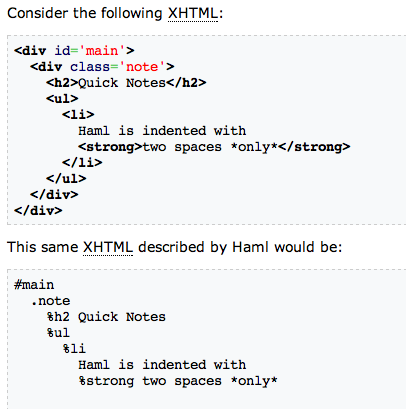 Consider the following XHTML:
<div id='main'>
  <div class='note'>
    <h2>Quick Notes</h2>
    <ul>
      <li>
        Haml is indented with
        <strong>two spaces *only*</strong>
      </li>
    </ul>
  </div>
</div>
This same XHTML described by Haml would be:
#main
  .note
    %h2 Quick Notes
    %ul
      %li
        Haml is indented with
        %strong two spaces *only*